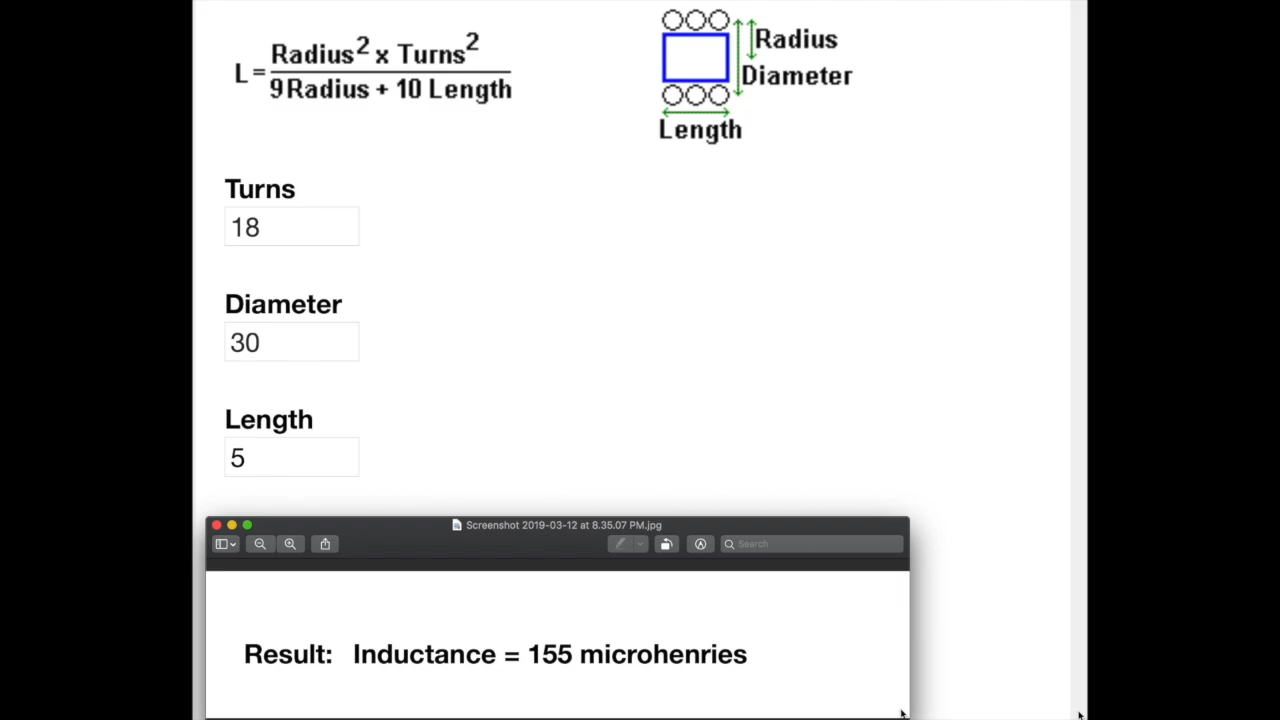 L = Radius² x Turns² / 9 Radius + 10 Length
Radius
Diameter
Length
Turns
18
Diameter
30
Length
5
Screenshot 2019-03-12 at 8.35.07 PM.jpg
Search
Result: Inductance = 155 microhenries